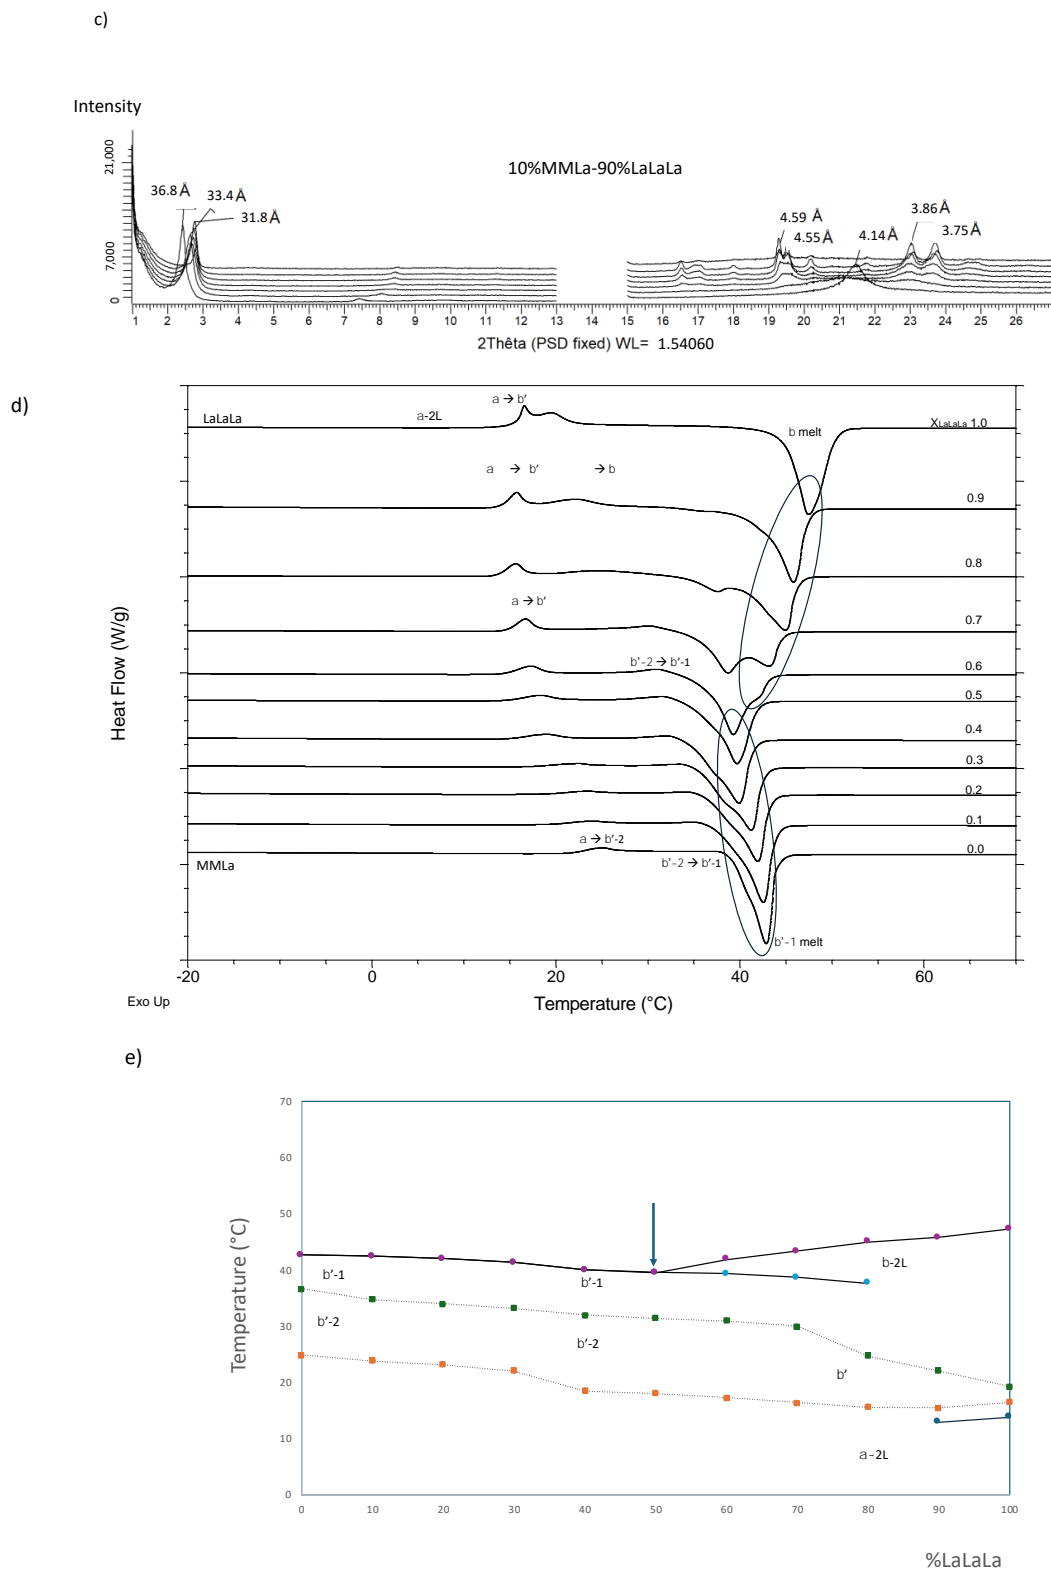 c)
Intensity
21,000
7,000
0
10%MMLa-90%LaLaLa
36.8 Å
33.4 Å
31.8 Å
4.59 Å
4.55 Å
4.14 Å
3.86 Å
3.75 Å
1 2 3 4 5 6 7 8 9 10 11 12 13 14 15 16 17 18 19 20 21 22 23 24 25 26
2Thêta (PSD fixed) WL= 1.54060
d)
LaLaLa
a-2L
a → b'
b melt
XLaLaLa 1.0
a → b' → b
0.9
0.8
a → b'
0.7
b'-2 → b'-1
0.6
0.5
0.4
0.3
0.2
0.1
a → b'-2
0.0
MMLa
b'-2 → b'-1
b'-1 melt
Heat Flow (W/g)
-20 0 20 40 60
Exo Up
Temperature (°C)
e)
70
60
50
40
30
20
10
0
Temperature (°C)
b'-1
b'-1
b-2L
b'-2
b'-2
b'
a-2L
0 10 20 30 40 50 60 70 80 90 100
%LaLaLa